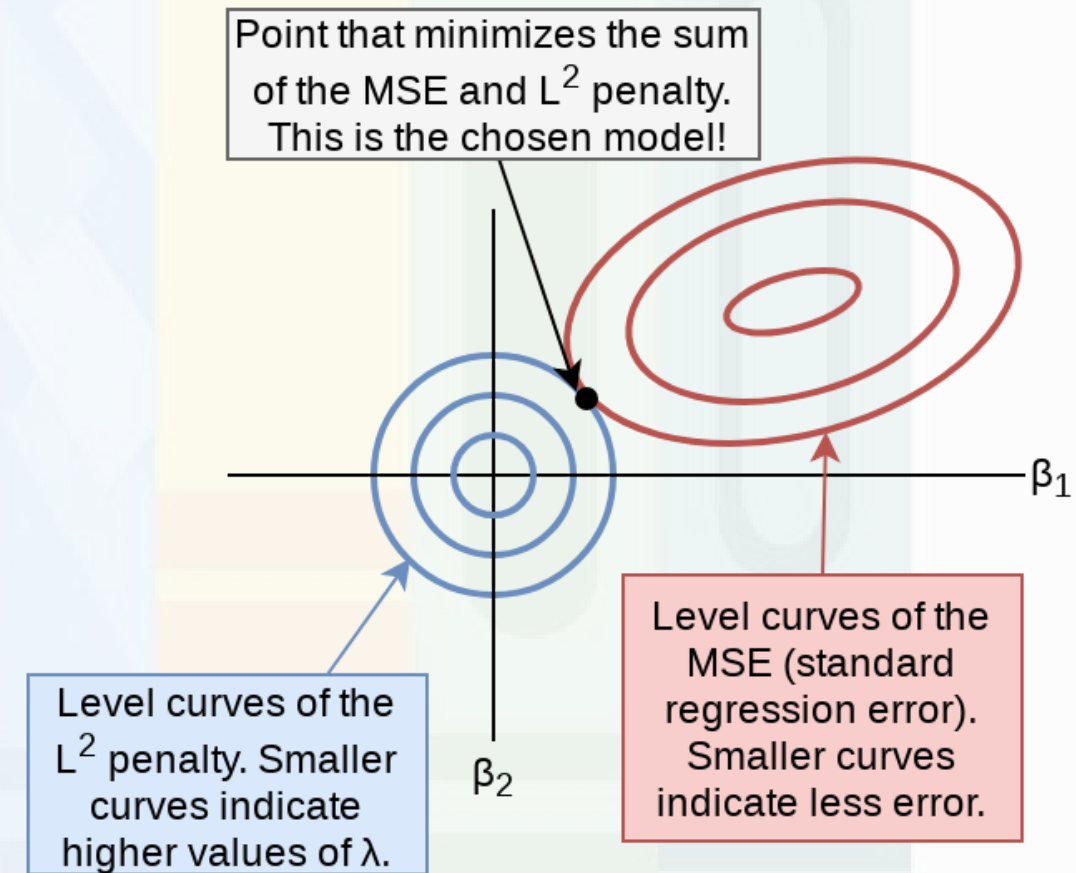 Point that minimizes the sum
of the MSE and L² penalty.
This is the chosen model!
β₁
Level curves of the
MSE (standard
regression error).
Smaller curves
indicate less error.
Level curves of the
L² penalty. Smaller
curves indicate
higher values of λ.
β₂